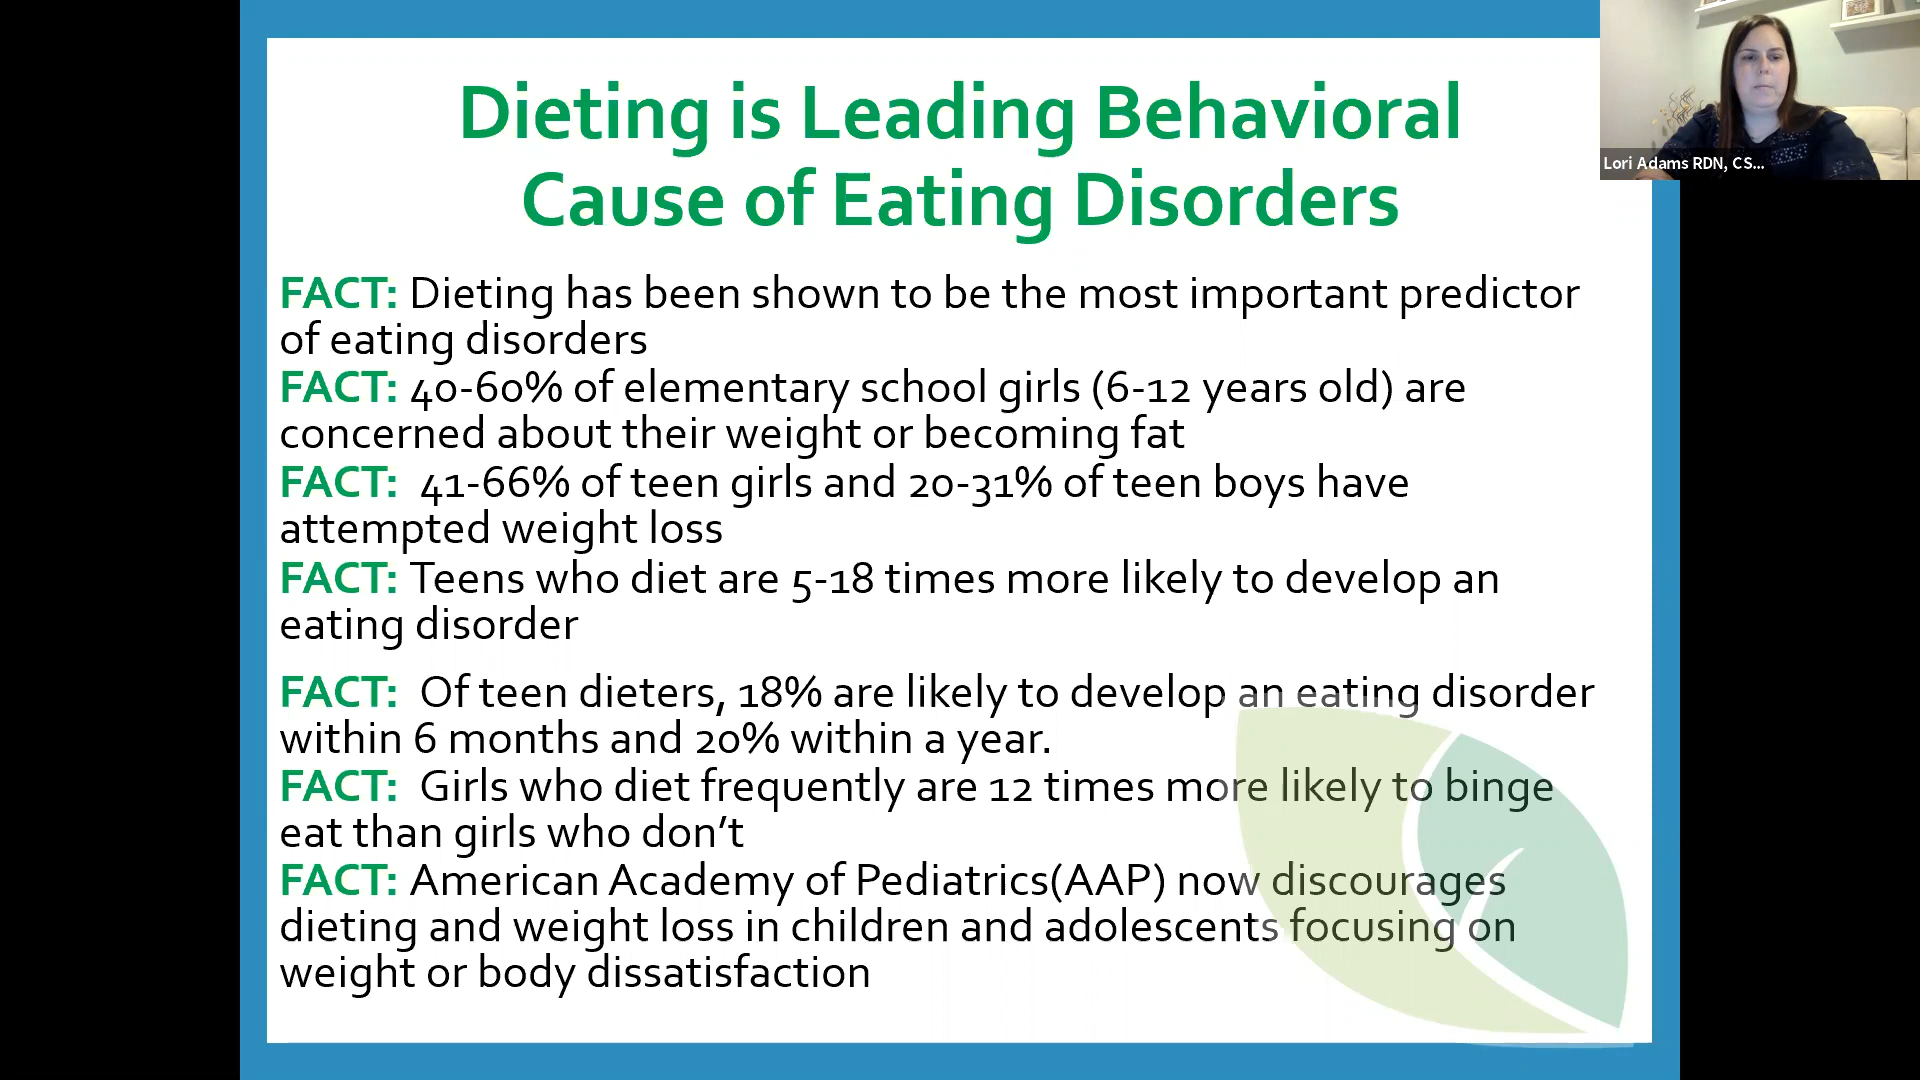 Dieting is Leading Behavioral
Cause of Eating Disorders
Lori Adams RDN, CS...
FACT: Dieting has been shown to be the most important predictor
of eating disorders
FACT: 40-60% of elementary school girls (6-12 years old) are
concerned about their weight or becoming fat
FACT: 41-66% of teen girls and 20-31% of teen boys have
attempted weight loss
FACT: Teens who diet are 5-18 times more likely to develop an
eating disorder
FACT: Of teen dieters, 18% are likely to develop an eating disorder
within 6 months and 20% within a year.
FACT: Girls who diet frequently are 12 times more likely to binge
eat than girls who don’t
FACT: American Academy of Pediatrics(AAP) now discourages
dieting and weight loss in children and adolescents focusing on
weight or body dissatisfaction